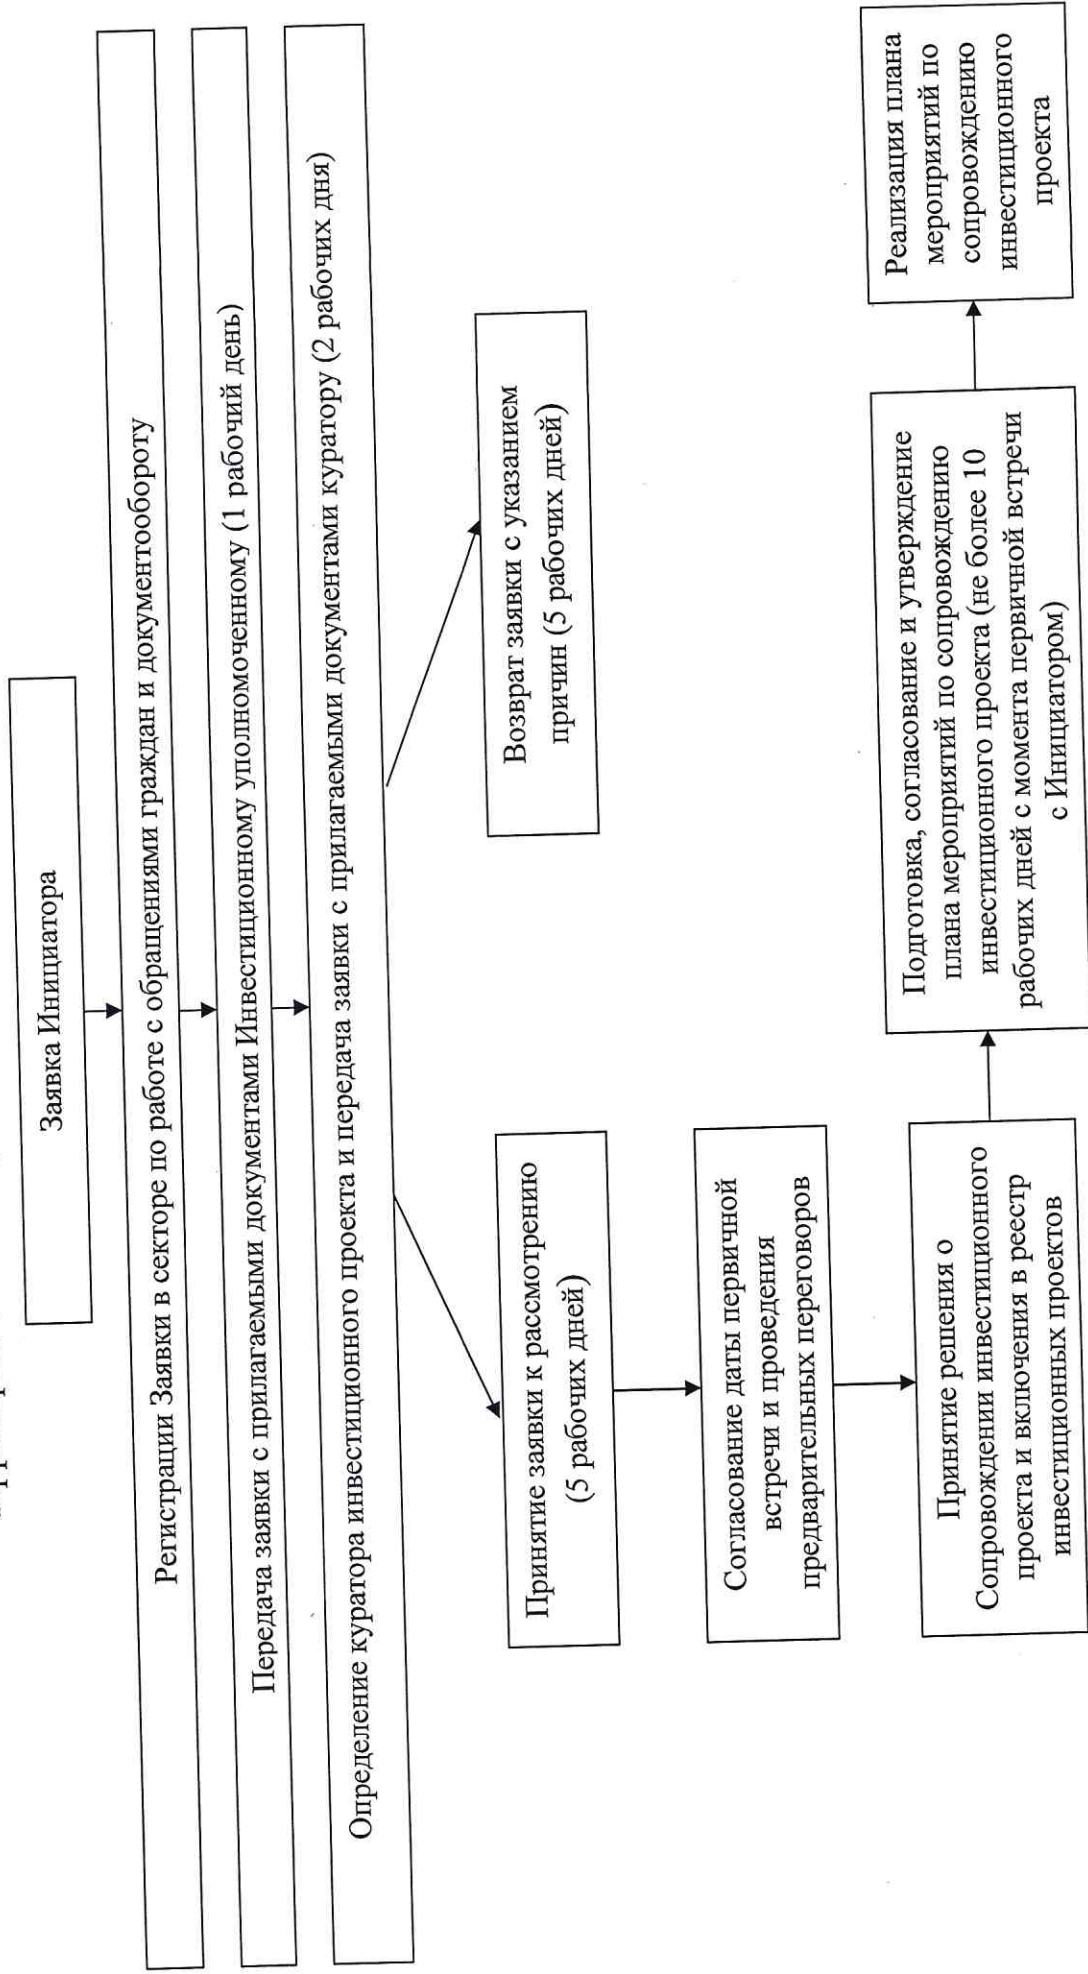 Заявка Инициатора
Регистрации Заявки в секторе по работе с обращениями граждан и документообороту
Передача заявки с прилагаемыми документами Инвестиционному уполномоченному (1 рабочий день)
Определение куратора инвестиционного проекта и передача заявки с прилагаемыми документами куратору (2 рабочих дня)
Принятие заявки к рассмотрению
(5 рабочих дней)
Возврат заявки с указанием
причин (5 рабочих дней)
Согласование даты первичной
встречи и проведения
предварительных переговоров
Принятие решения о
Сопровождении инвестиционного
проекта и включения в реестр
инвестиционных проектов
Подготовка, согласование и утверждение
плана мероприятий по сопровождению
инвестиционного проекта (не более 10
рабочих дней с момента первичной встречи
с Инициатором)
Реализация плана
мероприятий по
сопровождению
инвестиционного
проекта